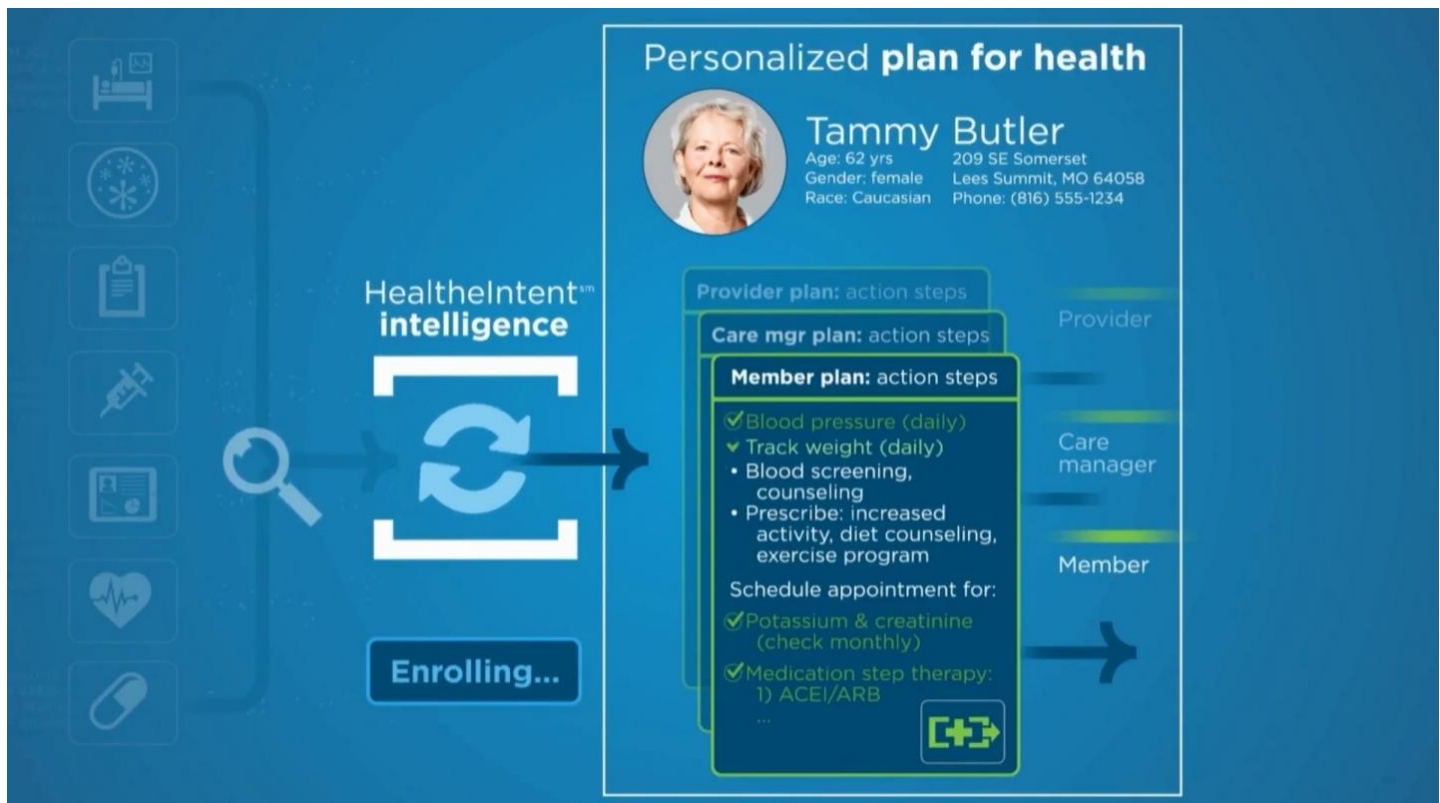 Personalized plan for health
Tammy Butler
Age: 62 yrs
Gender: female
Race: Caucasian
209 SE Somerset
Lees Summit, MO 64058
Phone: (816) 555-1234
HealtheIntent℠
intelligence
Enrolling...
Provider plan: action steps
Care mgr plan: action steps
Member plan: action steps
Blood pressure (daily)
Track weight (daily)
• Blood screening,
counseling
• Prescribe: increased
activity, diet counseling,
exercise program
Schedule appointment for:
Potassium & creatinine
(check monthly)
Medication step therapy:
1) ACEI/ARB
...
Provider
Care
manager
Member